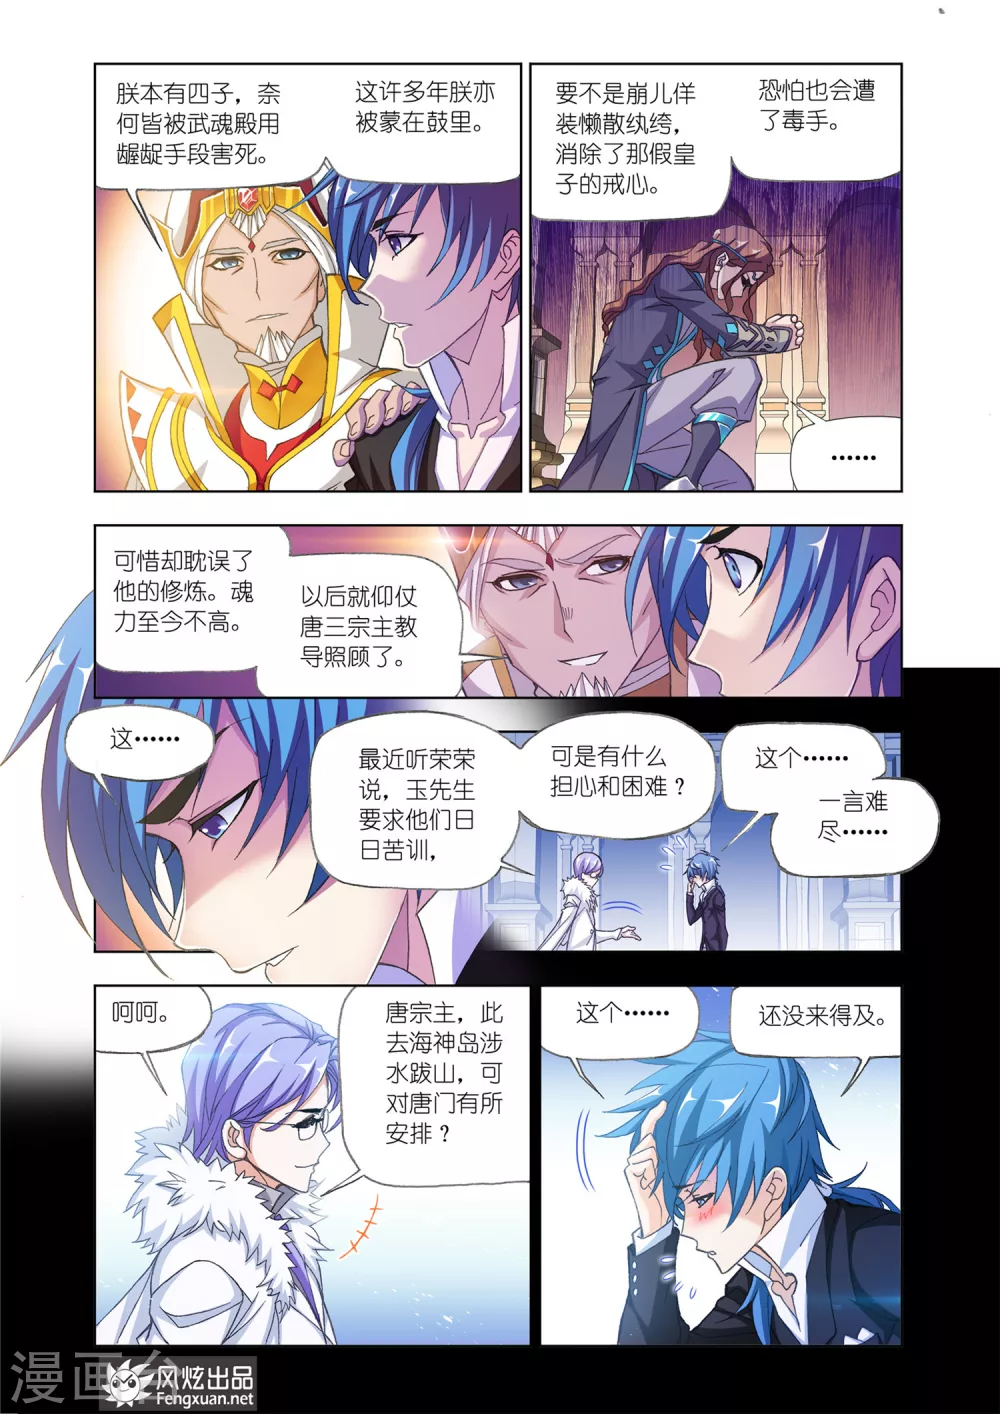 朕本有四子，奈
何皆被武魂殿用
龌龊手段害死。
这许多年朕亦
被蒙在鼓里。
要不是崩儿佯
装懒散纨绔，
消除了那假皇
子的戒心。
恐怕也会遭
了毒手。
……
可惜却耽误了
他的修炼。魂
力至今不高。
以后就仰仗
唐三宗主教
导照顾了。
这……
最近听荣荣
说，玉先生
要求他们日
日苦训，
可是有什么
担心和困难？
这个……
一言难
尽……
呵呵。
唐宗主，此
去海神岛涉
水跋山，可
对唐门有所
安排？
这个……
还没来得及。
漫画台
风炫出品
Fengxuan.net